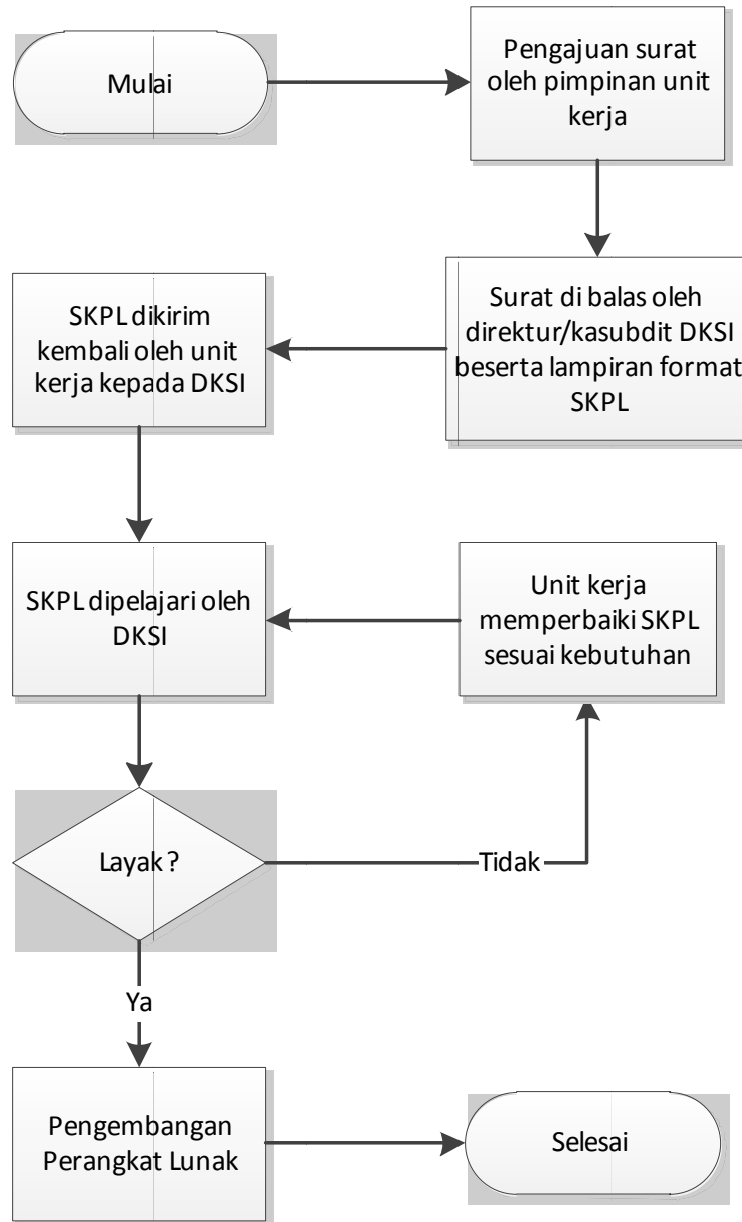 Mulai
Pengajuan surat
oleh pimpinan unit
kerja
Surat di balas oleh
direktur/kasubdit DKSI
beserta lampiran format
SKPL
SKPL dikirim
kembali oleh unit
kerja kepada DKSI
SKPL dipelajari oleh
DKSI
Unit kerja
memperbaiki SKPL
sesuai kebutuhan
Layak ?
Tidak
Ya
Pengembangan
Perangkat Lunak
Selesai